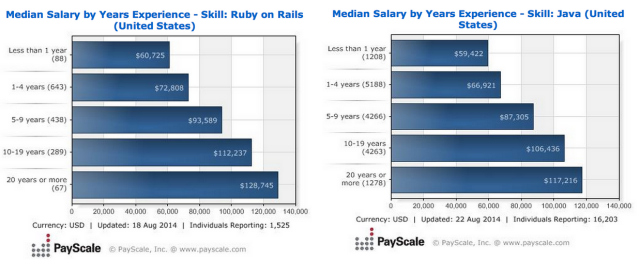 Median Salary by Years Experience - Skill: Ruby on Rails
(United States)
Less than 1 year
(88)
$60,725
1-4 years (643)
$72,808
5-9 years (438)
$93,589
10-19 years (289)
$112,237
20 years or more
(67)
$128,745
0 20,000 40,000 60,000 80,000 100,000 120,000 140,000
Currency: USD | Updated: 18 Aug 2014 | Individuals Reporting: 1,525
PayScale © PayScale, Inc. @ www.payscale.com
Median Salary by Years Experience - Skill: Java (United
States)
Less than 1 year
(1208)
$59,422
1-4 years (5188)
$66,921
5-9 years (4266)
$87,305
10-19 years
(4263)
$106,436
20 years or
more (1278)
$117,216
0 20,000 40,000 60,000 80,000 100,000 120,000 140,000
Currency: USD | Updated: 22 Aug 2014 | Individuals Reporting: 16,203
PayScale © PayScale, Inc. @ www.payscale.com